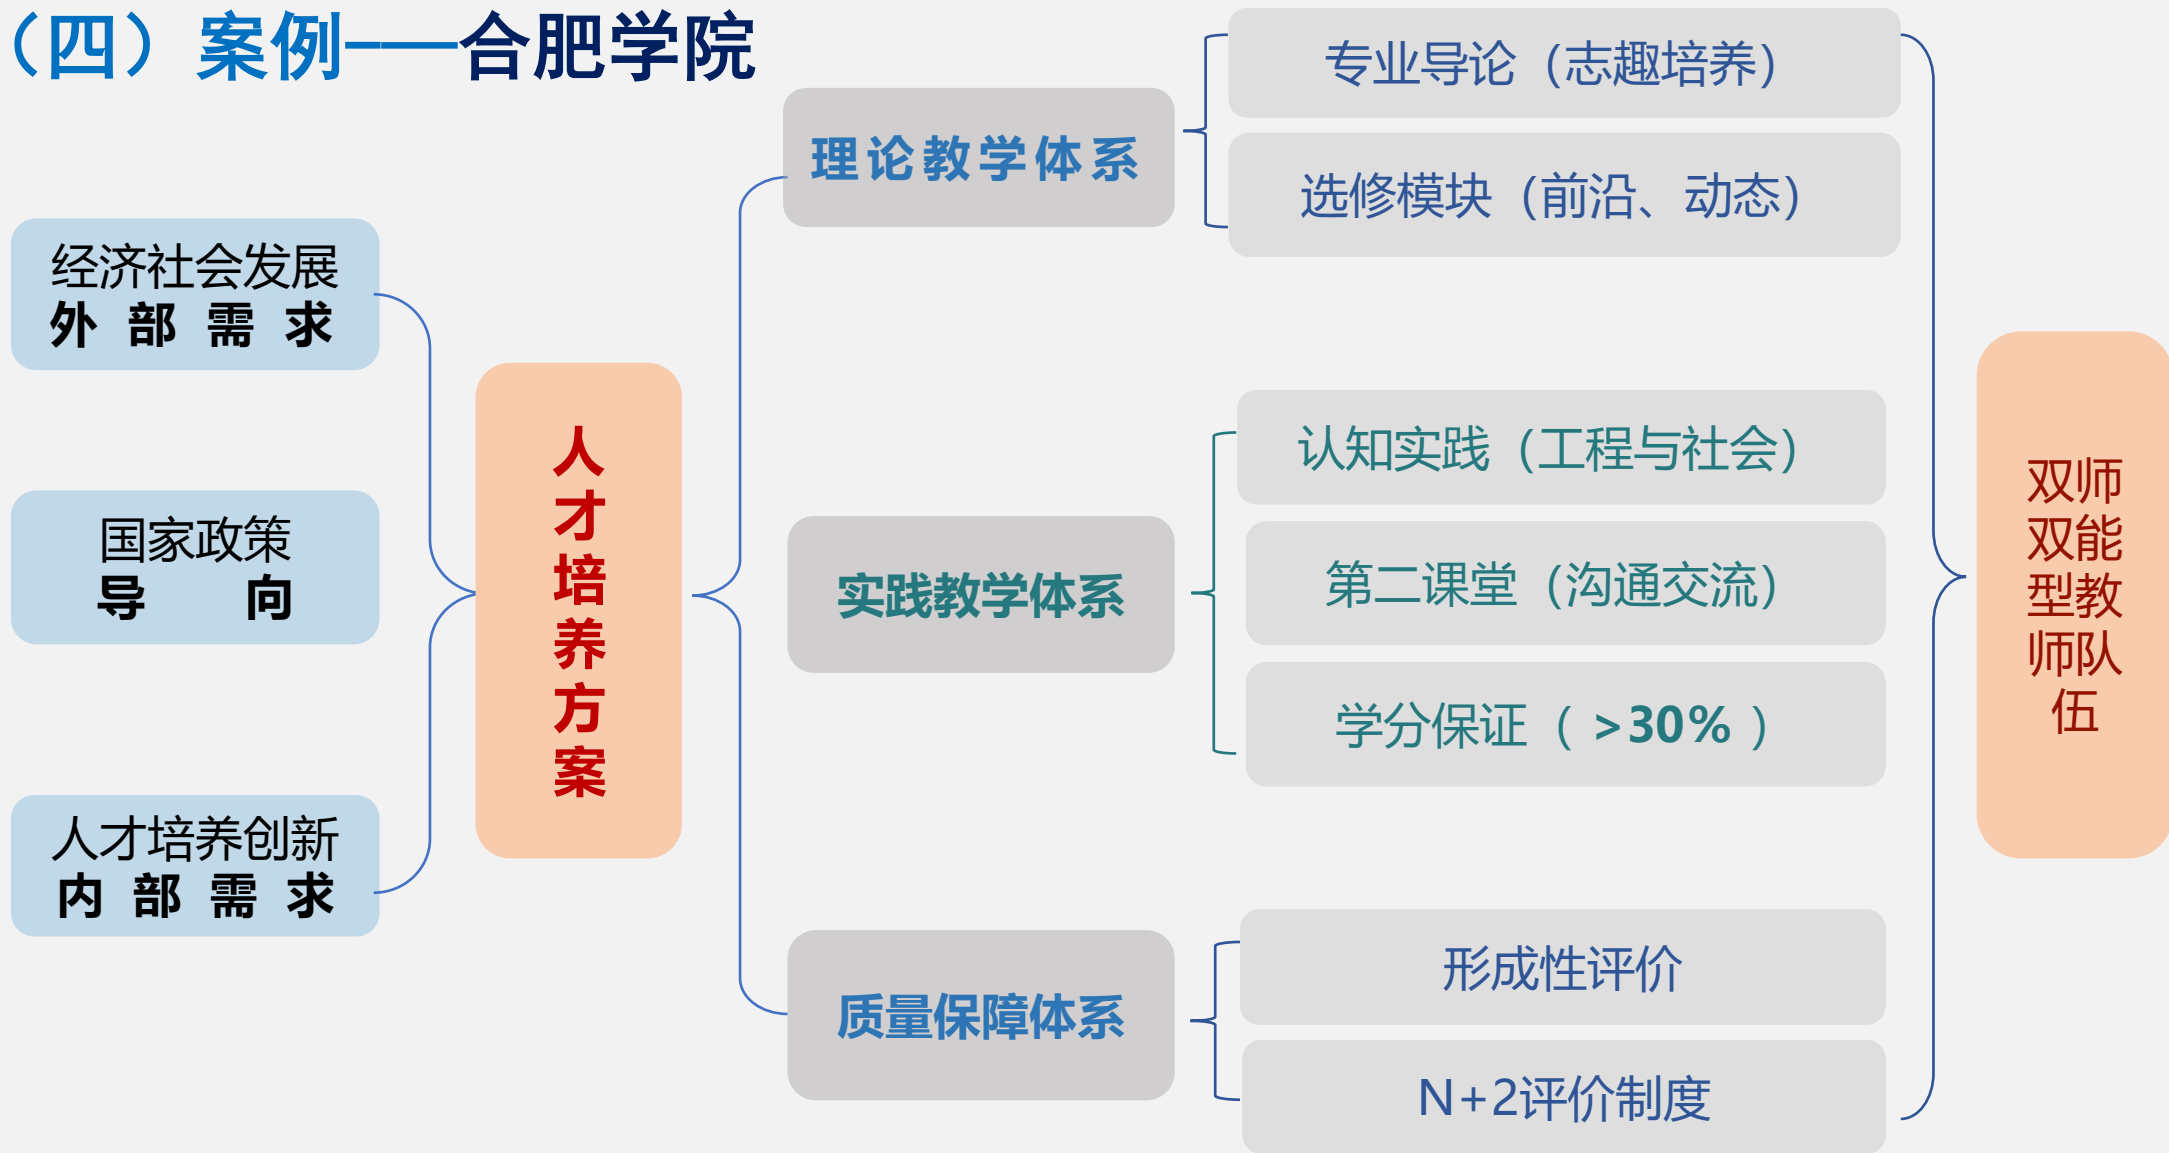 （四）案例——合肥学院
经济社会发展
外部需求
国家政策
导向
人才培养创新
内部需求
人
才
培
养
方
案
理论教学体系
专业导论（志趣培养）
选修模块（前沿、动态）
实践教学体系
认知实践（工程与社会）
第二课堂（沟通交流）
学分保证（ >30% ）
质量保障体系
形成性评价
N+2评价制度
双师
双能
型教
师队
伍